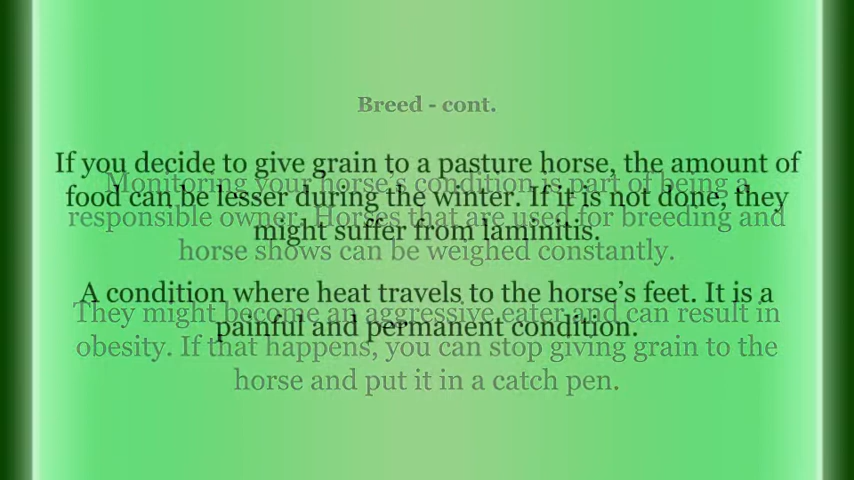 Breed - cont.
If you decide to give grain to a pasture horse, the amount of
food can be lesser during the winter. If it is not done, they
might suffer from laminitis.
A condition where heat travels to the horse’s feet. It is a
painful and permanent condition.
Monitoring your horse’s condition is part of being a
responsible owner. Horses that are used for breeding and
horse shows can be weighed constantly.
They might become an aggressive eater and can result in
obesity. If that happens, you can stop giving grain to the
horse and put it in a catch pen.